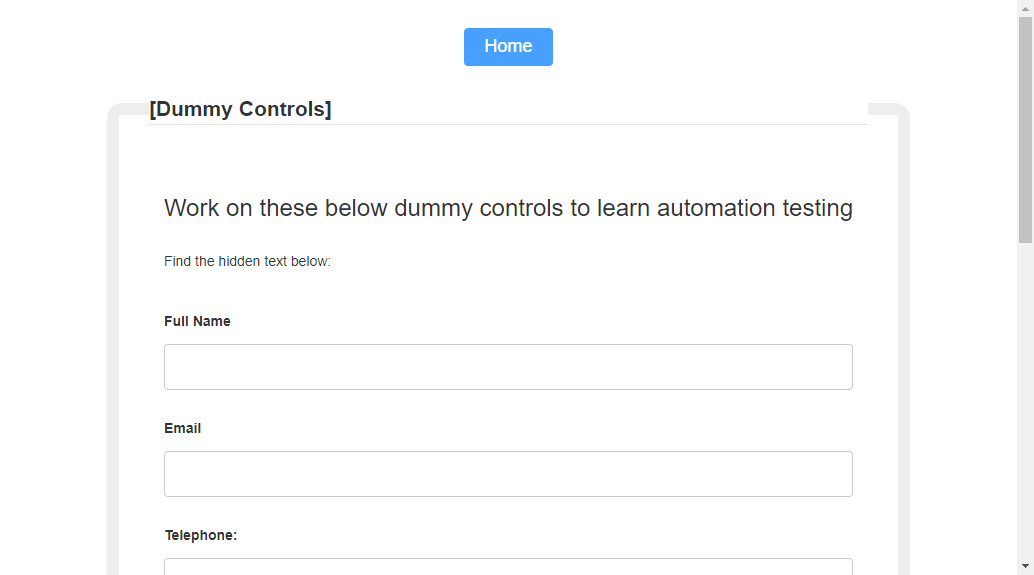 Home
[Dummy Controls]
Work on these below dummy controls to learn automation testing
Find the hidden text below:
Full Name
Email
Telephone: